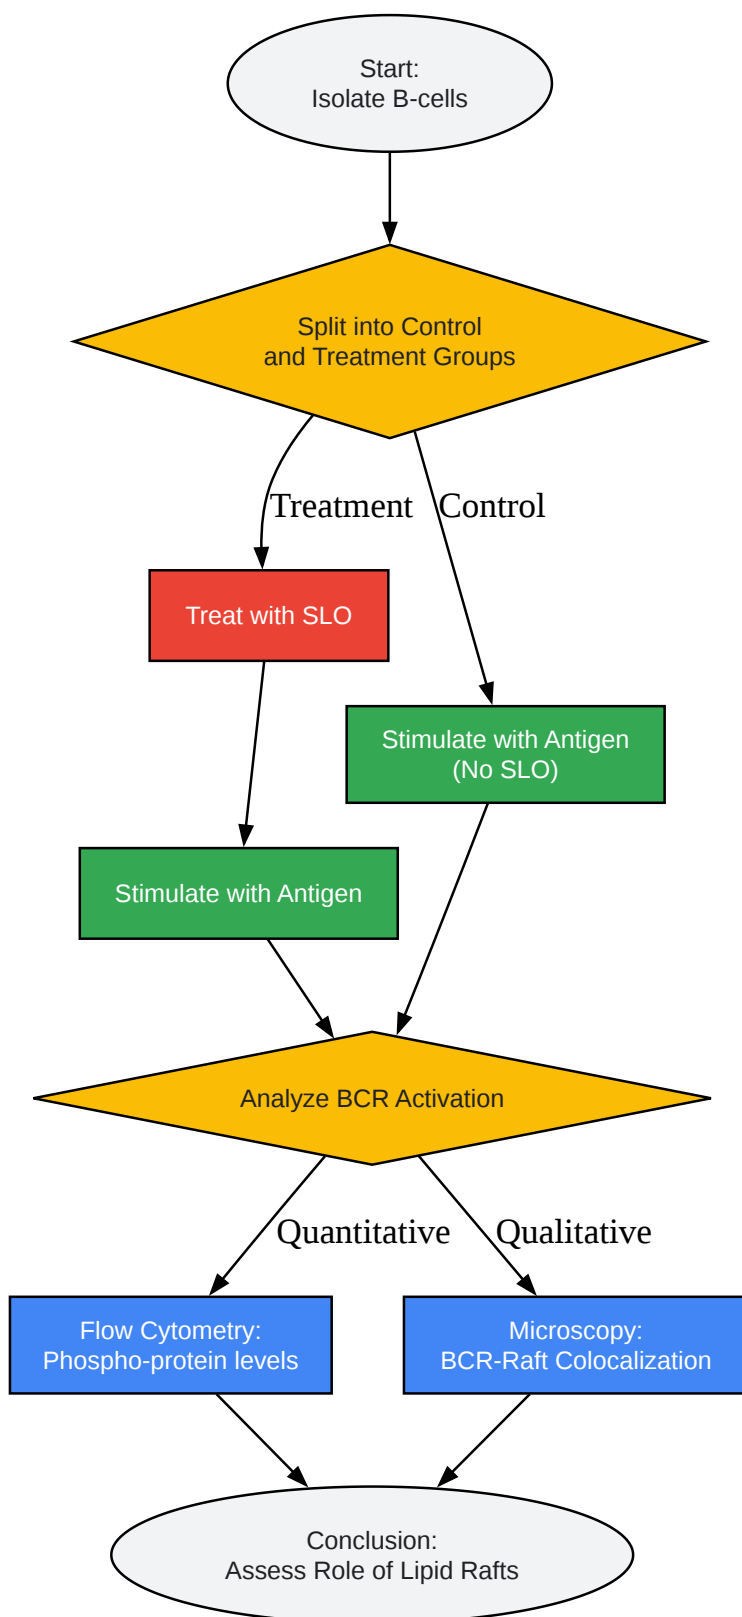 Start:
Isolate B-cells
Split into Control
and Treatment Groups
Treatment
Control
Treat with SLO
Stimulate with Antigen
(No SLO)
Stimulate with Antigen
Analyze BCR Activation
Quantitative
Qualitative
Flow Cytometry:
Phospho-protein levels
Microscopy:
BCR-Raft Colocalization
Conclusion:
Assess Role of Lipid Rafts